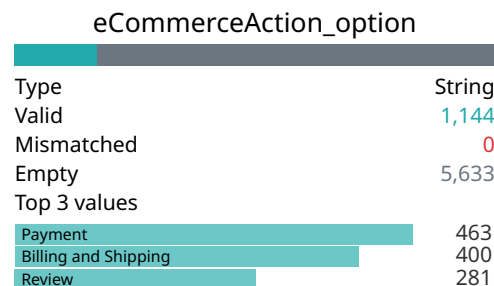 eCommerceAction_option
Type String
Valid 1,144
Mismatched 0
Empty 5,633
Top 3 values
Payment 463
Billing and Shipping 400
Review 281